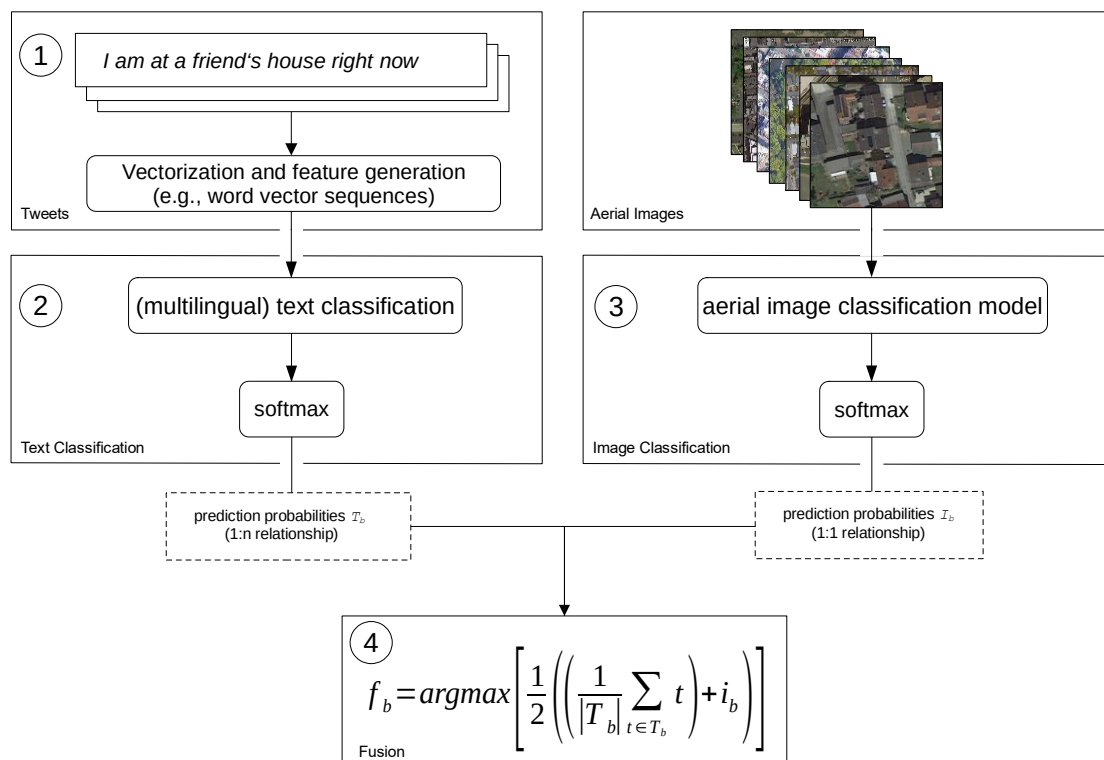 1
I am at a friend's house right now
Vectorization and feature generation
(e.g., word vector sequences)
Tweets
Aerial Images
2
(multilingual) text classification
softmax
Text Classification
3
aerial image classification model
softmax
Image Classification
prediction probabilities T_b
(1:n relationship)
prediction probabilities I_b
(1:1 relationship)
4
f_b = argmax[1/2((1/|T_b| ∑_{t∈T_b} t) + i_b)]
Fusion